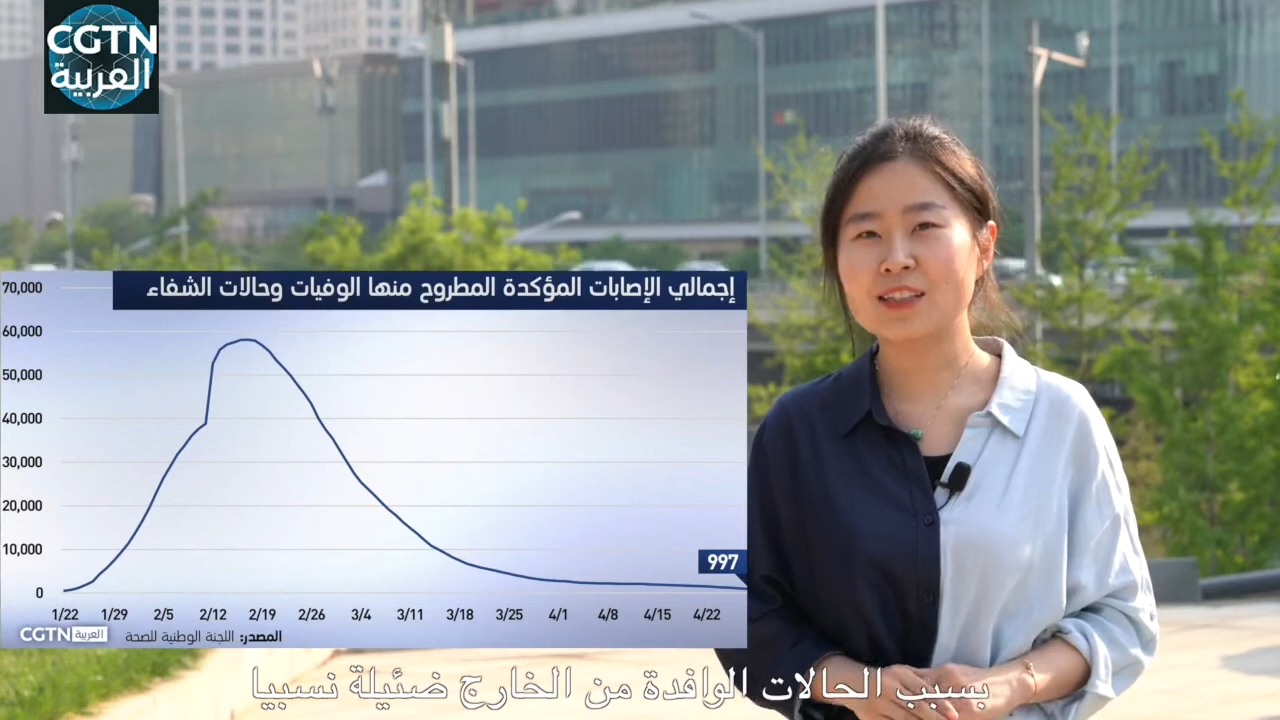 CGTN
العربية
إجمالي الإصابات المؤكدة المطروح منها الوفيات وحالات الشفاء
70,000
60,000
50,000
40,000
30,000
20,000
10,000
0
997
1/22 1/29 2/5 2/12 2/19 2/26 3/4 3/11 3/18 3/25 4/1 4/8 4/15 4/22
CGTN العربية
المصدر: اللجنة الوطنية للصحة
بسبب الحالات الوافدة من الخارج ضئيلة نسبيا